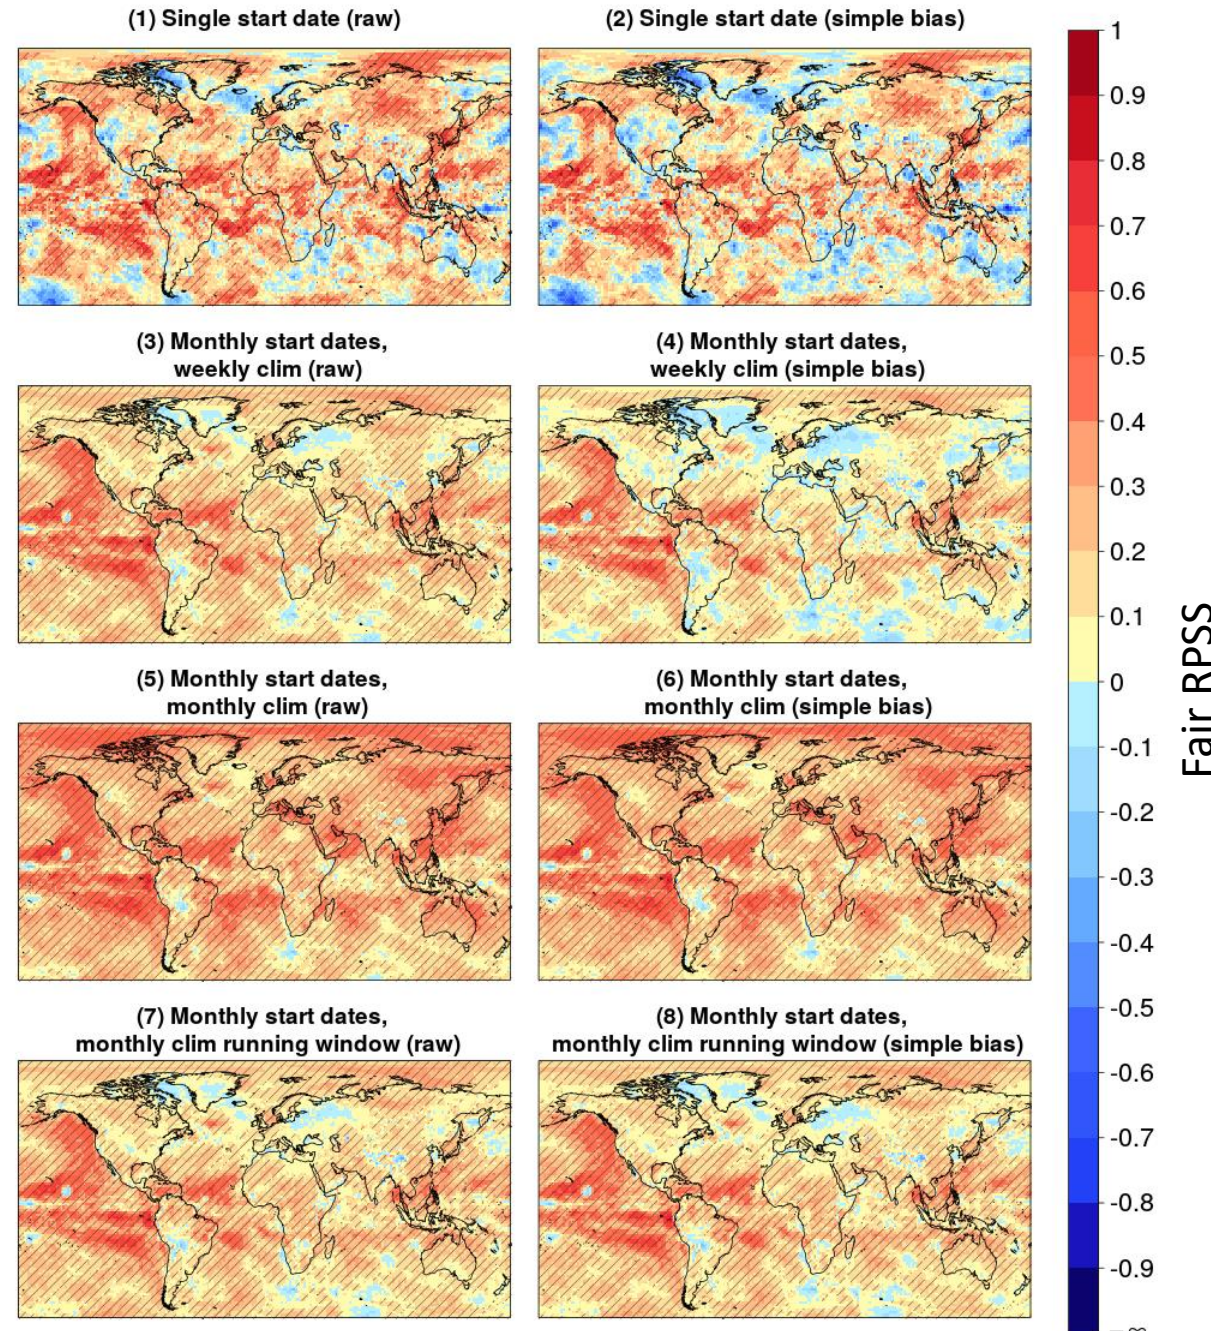 (1) Single start date (raw)
(2) Single start date (simple bias)
(3) Monthly start dates,
weekly clim (raw)
(4) Monthly start dates,
weekly clim (simple bias)
(5) Monthly start dates,
monthly clim (raw)
(6) Monthly start dates,
monthly clim (simple bias)
(7) Monthly start dates,
monthly clim running window (raw)
(8) Monthly start dates,
monthly clim running window (simple bias)
1
0.9
0.8
0.7
0.6
0.5
0.4
0.3
0.2
0.1
0
-0.1
-0.2
-0.3
-0.4
-0.5
-0.6
-0.7
-0.8
-0.9
-∞
Fair RPSS